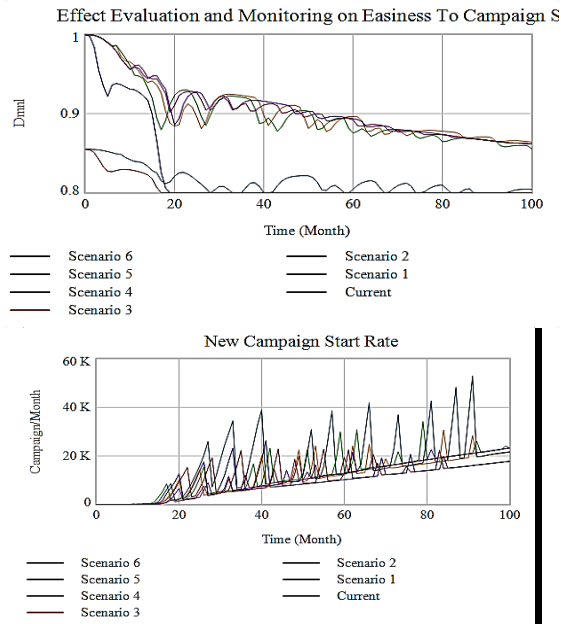 Effect Evaluation and Monitoring on Easiness To Campaign S
1
Dmnl
0.9
0.8
0 20 40 60 80 100
Time (Month)
Scenario 6 Scenario 2
Scenario 5 Scenario 1
Scenario 4 Current
Scenario 3
New Campaign Start Rate
60 K
Campaign/Month
40 K
20 K
0
0 20 40 60 80 100
Time (Month)
Scenario 6 Scenario 2
Scenario 5 Scenario 1
Scenario 4 Current
Scenario 3